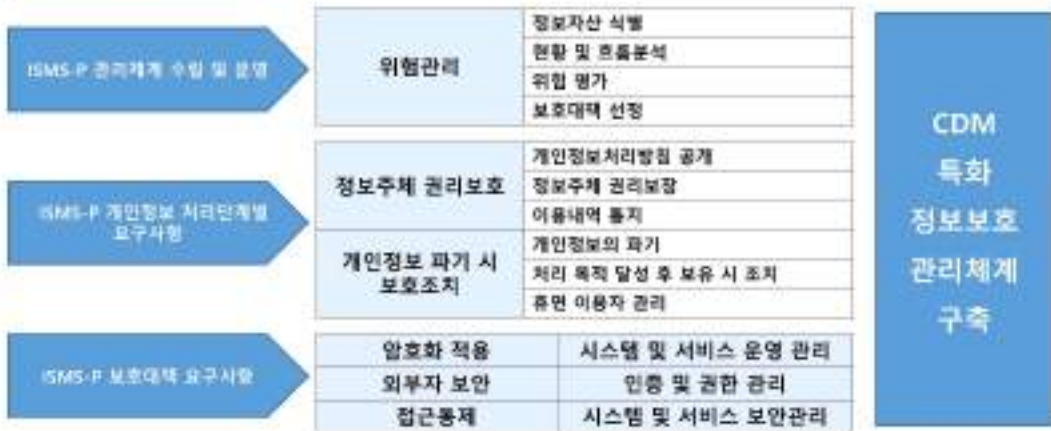 ISMS-P 관리체계 수립 및 운영
위험관리
정보자산 식별
현황 및 흐름분석
위험 평가
보호대책 선정
ISMS-P 개인정보 처리단계별
요구사항
정보주체 권리보호
개인정보처리방침 공개
정보주체 권리보장
이용내역 통지
개인정보 파기 시
보호조치
개인정보의 파기
처리 목적 달성 후 보유 시 조치
휴면 이용자 관리
ISMS-P 보호대책 요구사항
암호화 적용
시스템 및 서비스 운영 관리
외부자 보안
인증 및 권한 관리
접근통제
시스템 및 서비스 보안관리
CDM
특화
정보보호
관리체계
구축